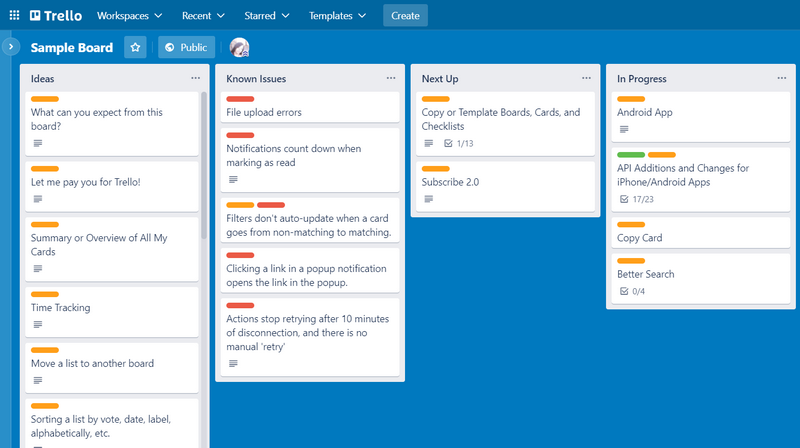 Trello
Workspaces
Recent
Starred
Templates
Create
Sample Board
Public
Ideas
What can you expect from this
board?
Let me pay you for Trello!
Summary or Overview of All My
Cards
Time Tracking
Move a list to another board
Sorting a list by vote, date, label,
alphabetically, etc.
Known Issues
File upload errors
Notifications count down when
marking as read
Filters don't auto-update when a card
goes from non-matching to matching.
Clicking a link in a popup notification
opens the link in the popup.
Actions stop retrying after 10 minutes
of disconnection, and there is no
manual 'retry'
Next Up
Copy or Template Boards, Cards, and
Checklists
1/13
Subscribe 2.0
In Progress
Android App
API Additions and Changes for
iPhone/Android Apps
17/23
Copy Card
Better Search
0/4